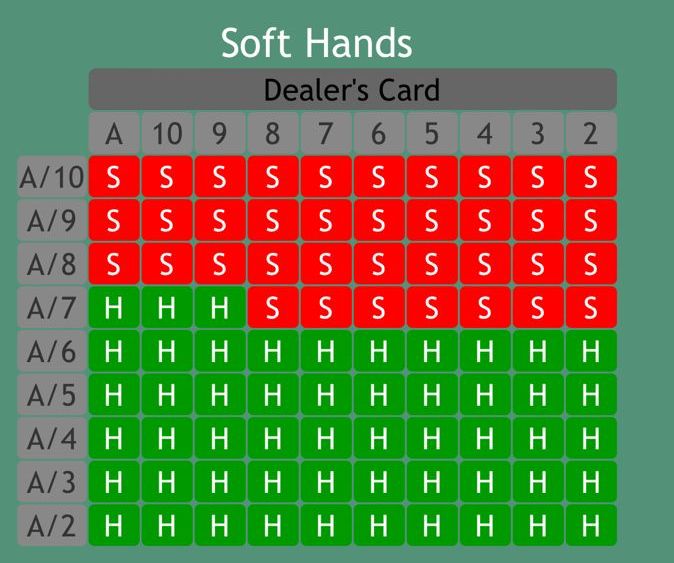 Soft Hands
Dealer's Card
A 10 9 8 7 6 5 4 3 2
A/10 S S S S S S S S S S
A/9 S S S S S S S S S S
A/8 S S S S S S S S S S
A/7 H H H S S S S S S S
A/6 H H H H H H H H H H
A/5 H H H H H H H H H H
A/4 H H H H H H H H H H
A/3 H H H H H H H H H H
A/2 H H H H H H H H H H